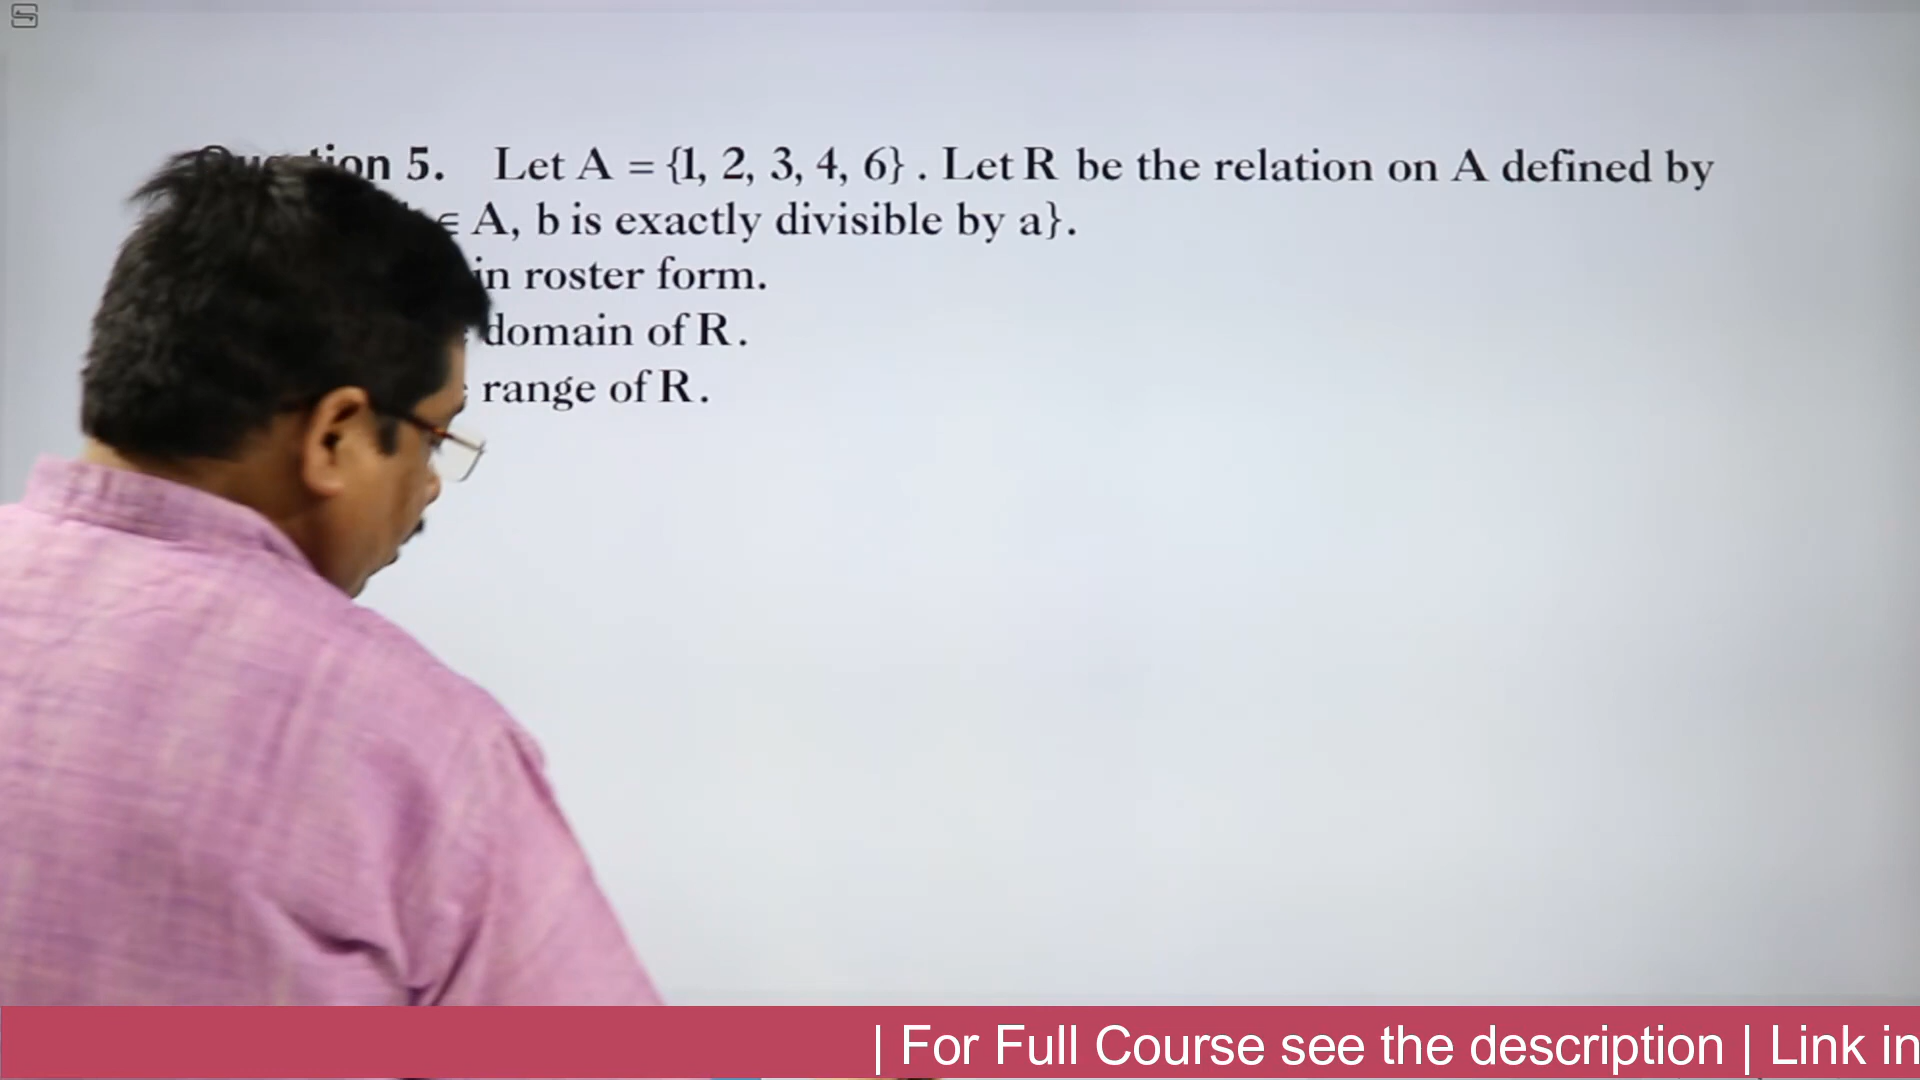 Question 5. Let A = {1, 2, 3, 4, 6} . Let R be the relation on A defined by
∈ A, b is exactly divisible by a}.
in roster form.
domain of R.
range of R.
| For Full Course see the description | Link in